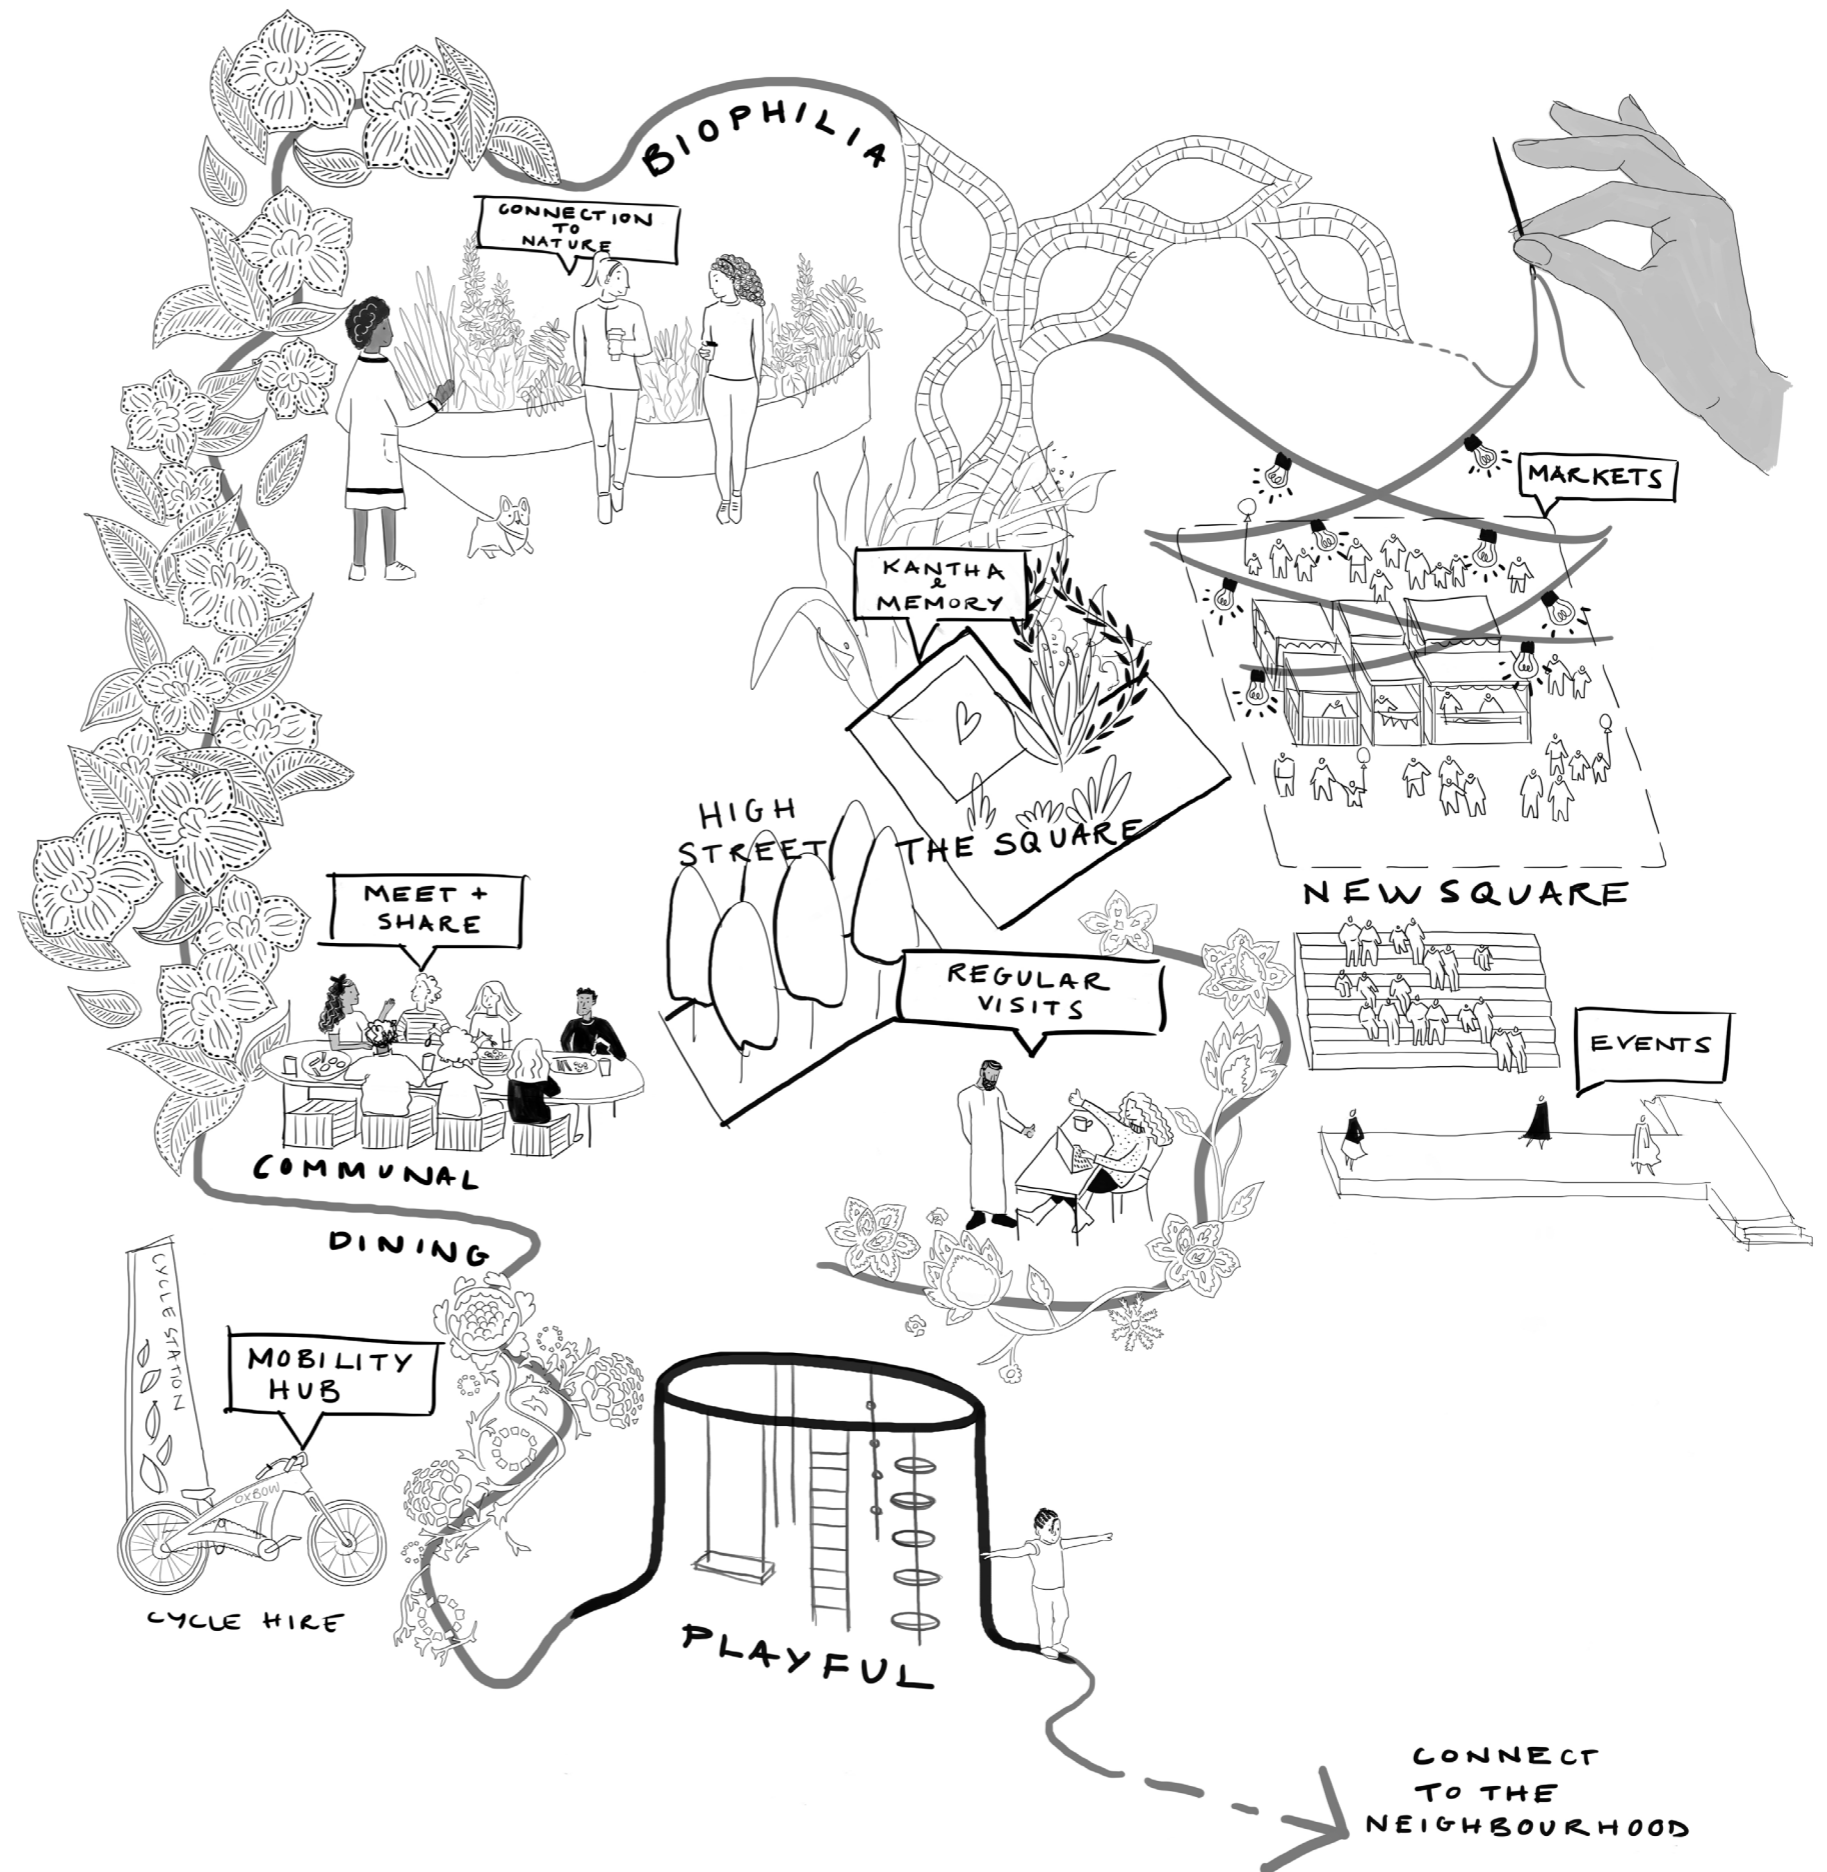 BIOPHILIA
CONNECTION
TO
NATURE
MARKETS
KANTHA
&
MEMORY
HIGH
STREET
THE SQUARE
NEW SQUARE
MEET +
SHARE
REGULAR
VISITS
EVENTS
COMMUNAL
DINING
CYCLE STATION
MOBILITY
HUB
OXBOW
CYCLE HIRE
PLAYFUL
CONNECT
TO THE
NEIGHBOURHOOD